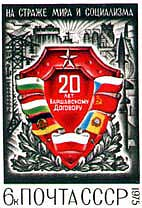 НА СТРАЖЕ МИРА И СОЦИАЛИЗМА
20
ЛЕТ
ВАРШАВСКОМУ
ДОГОВОРУ
6к ПОЧТА СССР
1975